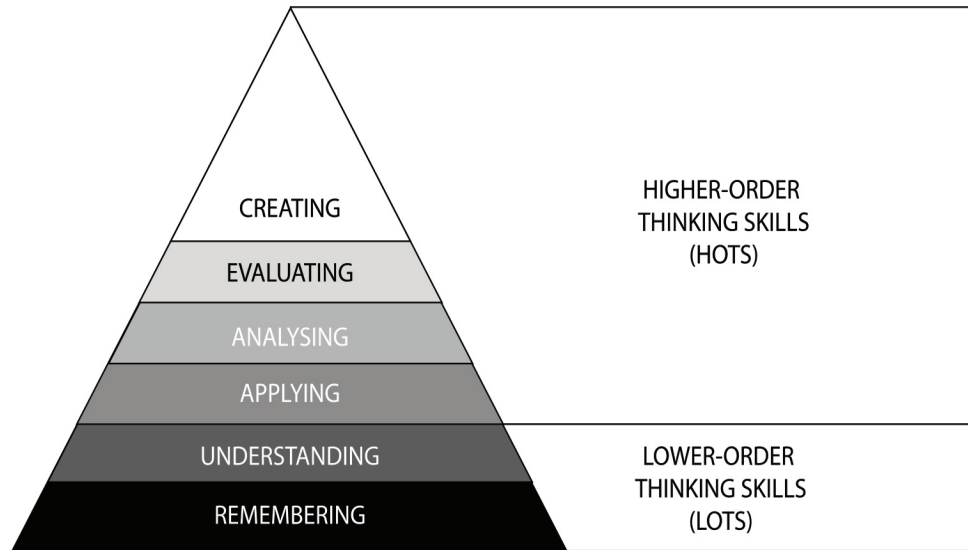 CREATING
EVALUATING
ANALYSING
APPLYING
UNDERSTANDING
REMEMBERING
HIGHER-ORDER
THINKING SKILLS
(HOTS)
LOWER-ORDER
THINKING SKILLS
(LOTS)